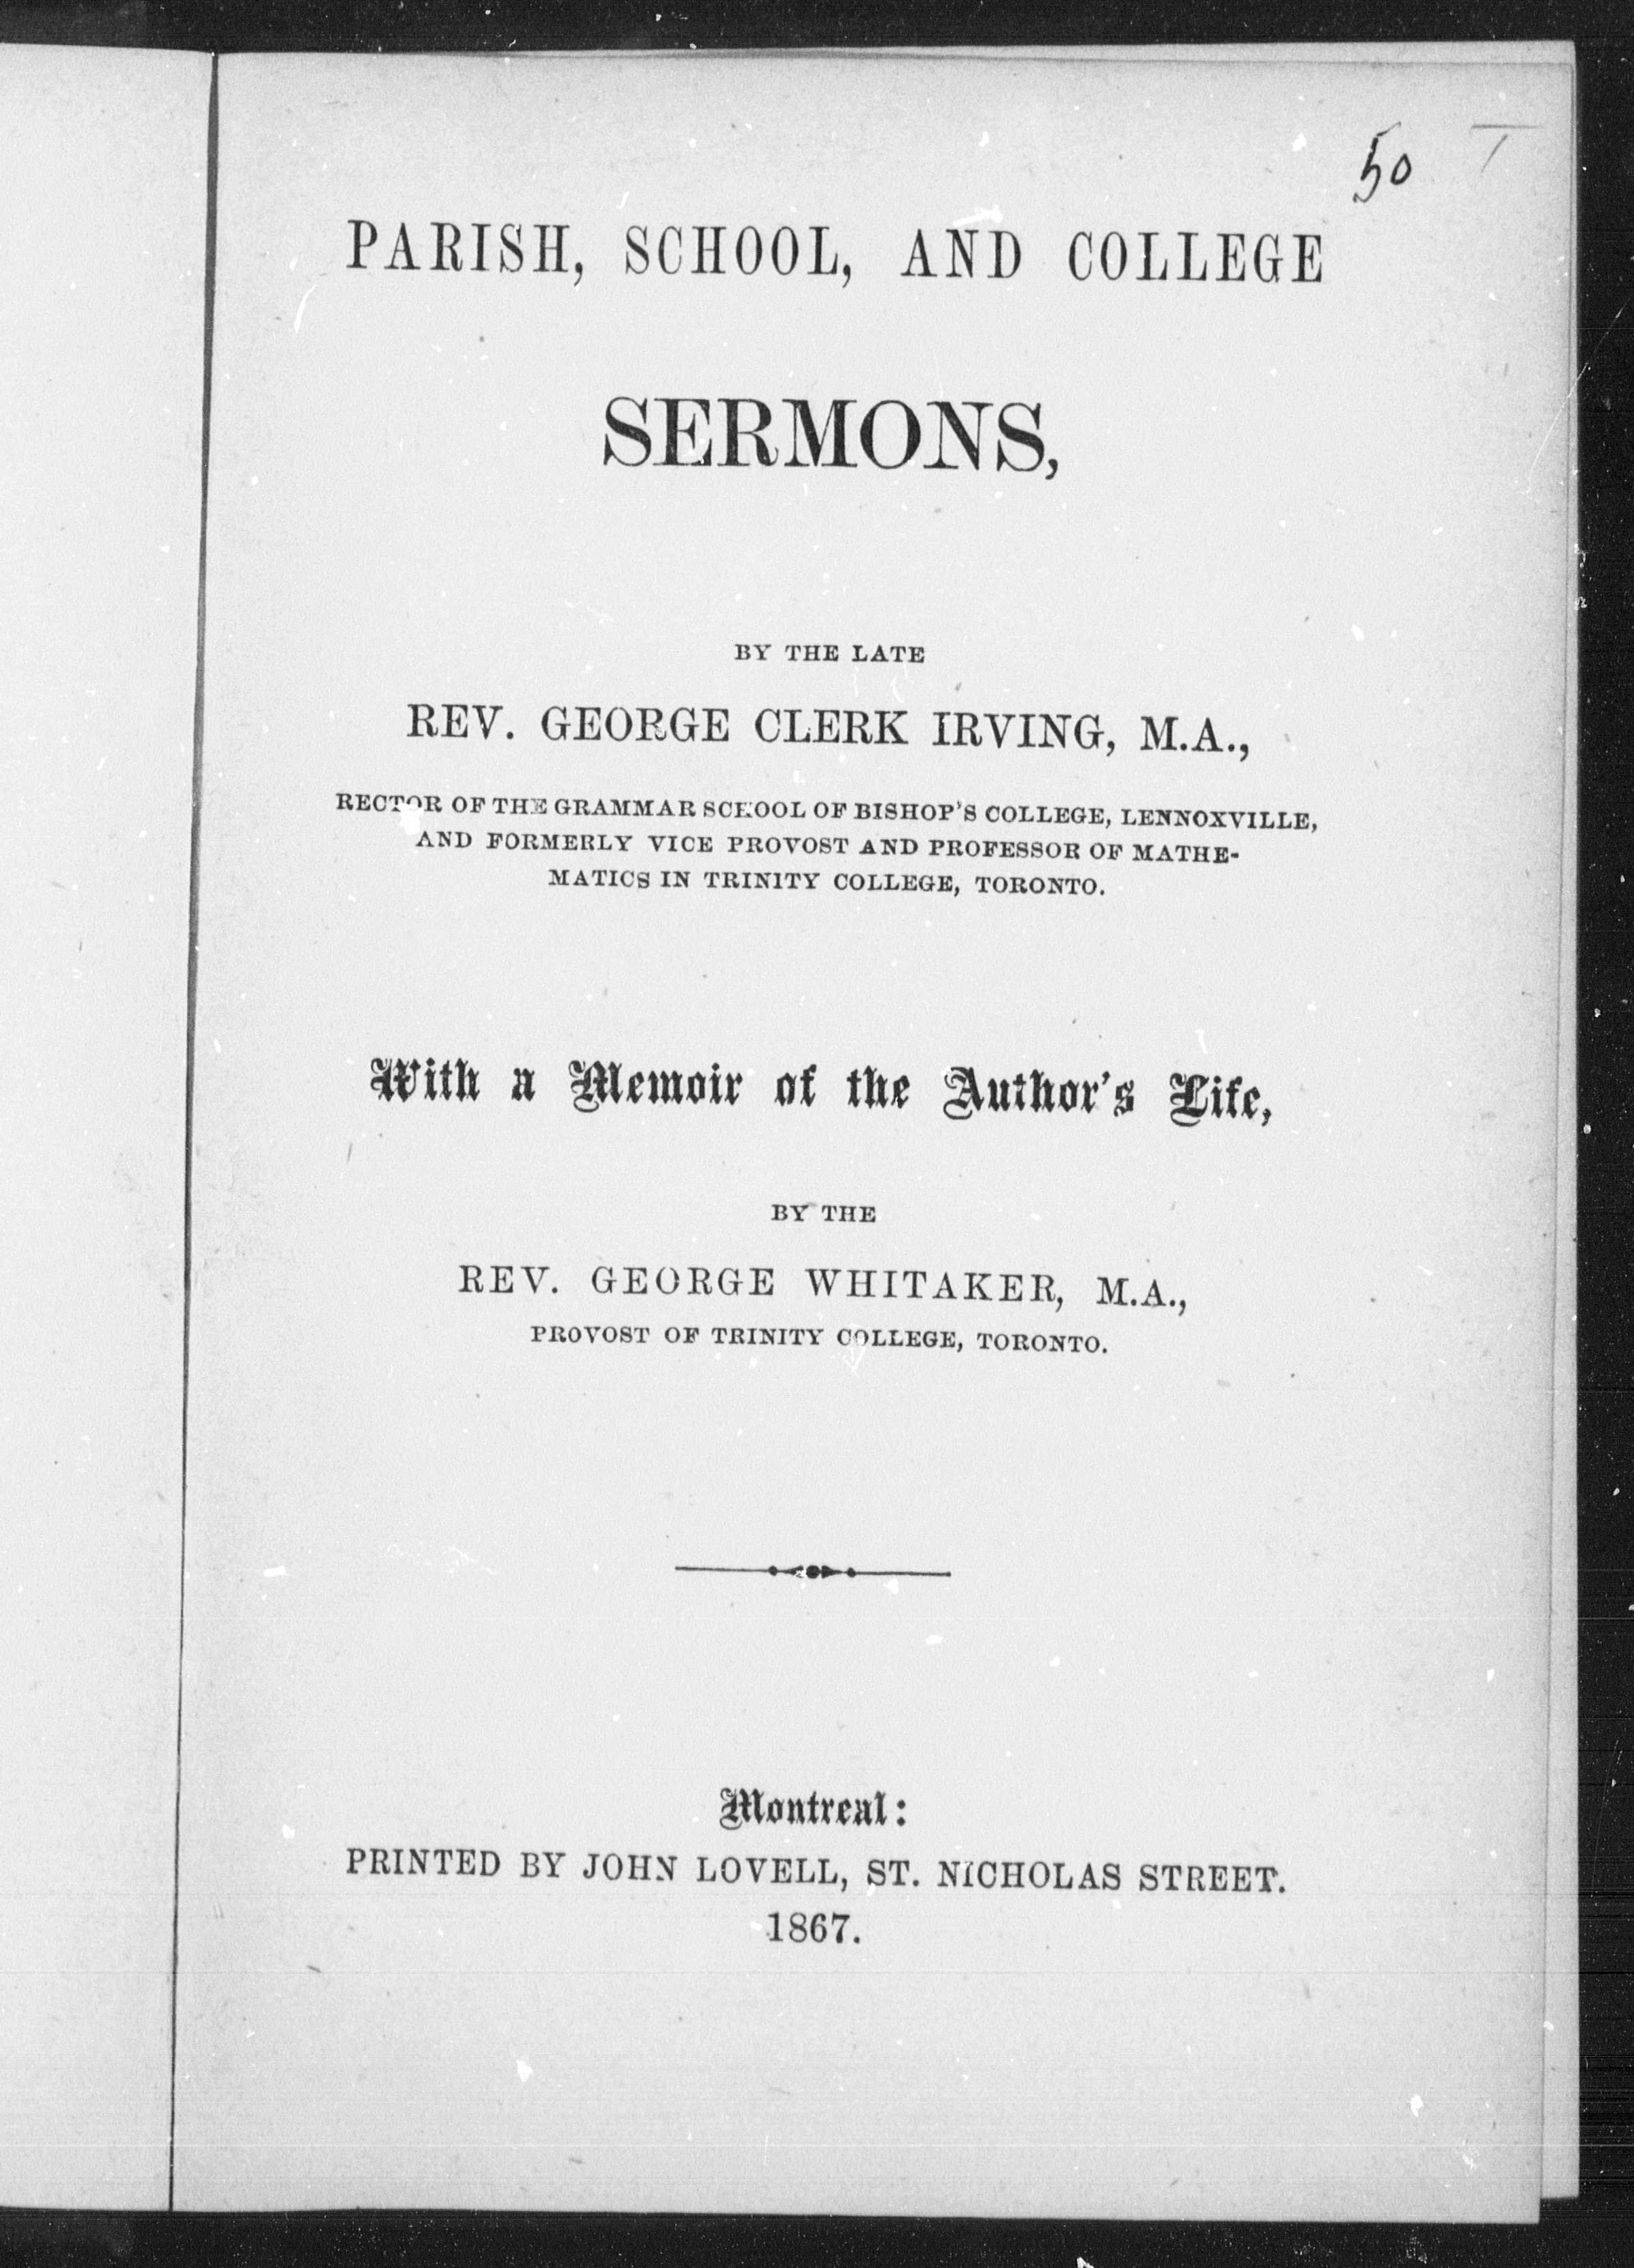 50
PARISH, SCHOOL, AND COLLEGE
SERMONS,
BY THE LATE
REV. GEORGE CLERK IRVING, M.A.,
RECTOR OF THE GRAMMAR SCHOOL OF BISHOP'S COLLEGE, LENNOXVILLE,
AND FORMERLY VICE PROVOST AND PROFESSOR OF MATHE-
MATICS IN TRINITY COLLEGE, TORONTO.
With a Memoir of the Author's Life,
BY THE
REV. GEORGE WHITAKER, M.A.,
PROVOST OF TRINITY COLLEGE, TORONTO.
Montreal:
PRINTED BY JOHN LOVELL, ST. NICHOLAS STREET.
1867.